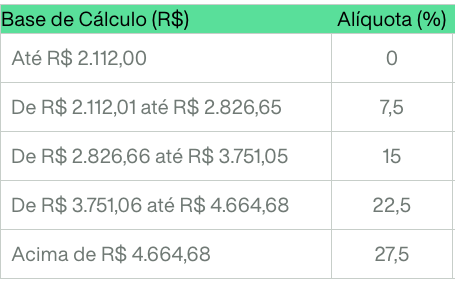 Base de Cálculo (R$) Alíquota (%)
Até R$ 2.112,00 0
De R$ 2.112,01 até R$ 2.826,65 7,5
De R$ 2.826,66 até R$ 3.751,05 15
De R$ 3.751,06 até R$ 4.664,68 22,5
Acima de R$ 4.664,68 27,5